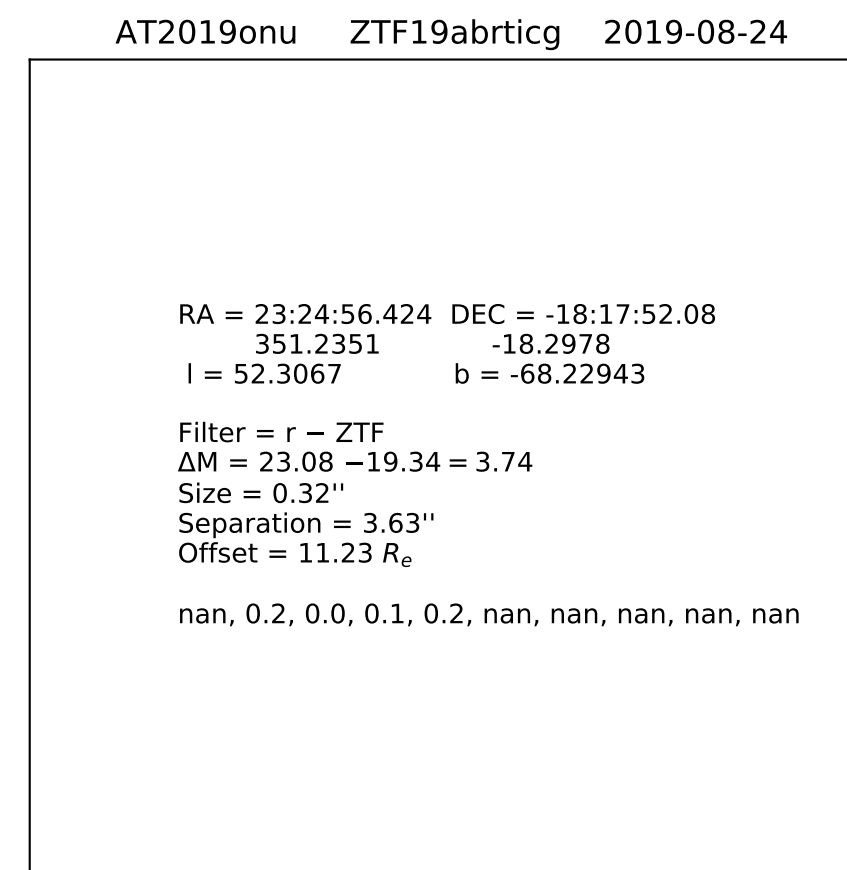 AT2019onu ZTF19abrticg 2019-08-24
RA = 23:24:56.424 DEC = -18:17:52.08
351.2351 -18.2978
l = 52.3067 b = -68.22943
Filter = r − ZTF
ΔM = 23.08 −19.34 = 3.74
Size = 0.32''
Separation = 3.63''
Offset = 11.23 Rₑ
nan, 0.2, 0.0, 0.1, 0.2, nan, nan, nan, nan, nan